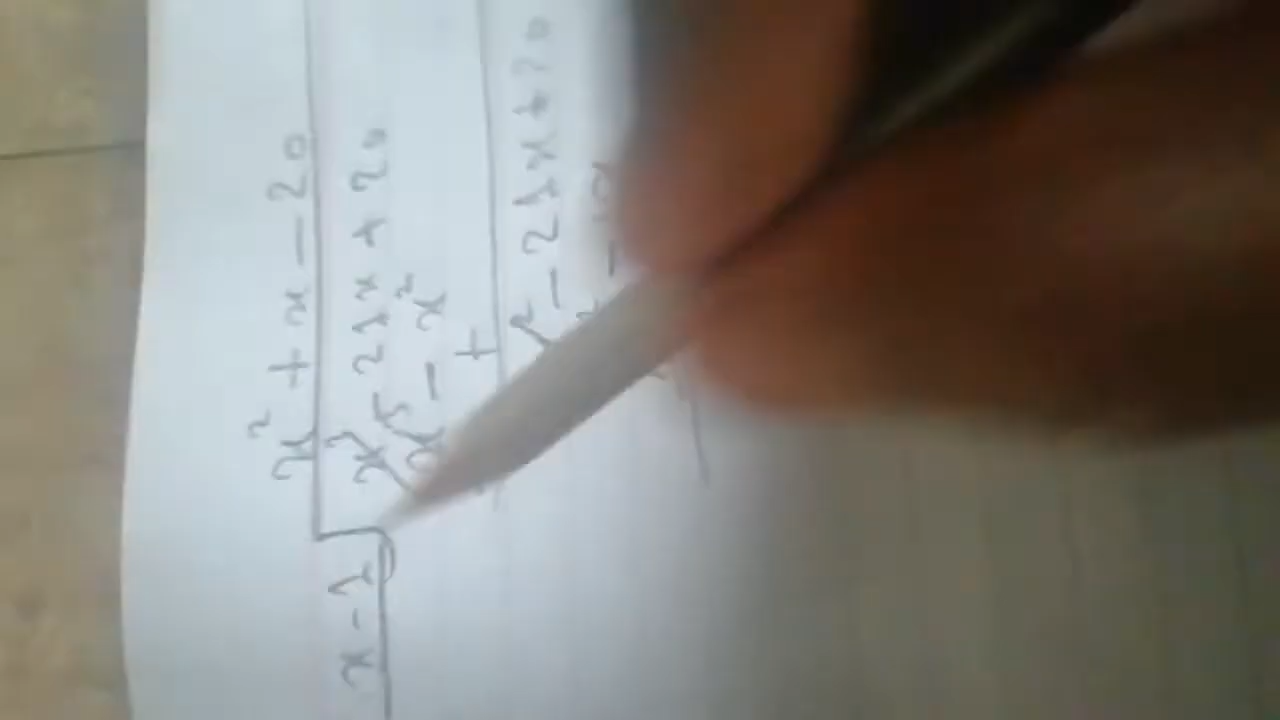 x² + x - 20
x - 1
x³ - 21x + 20
x³ - x²
+
x² - 21x + 20